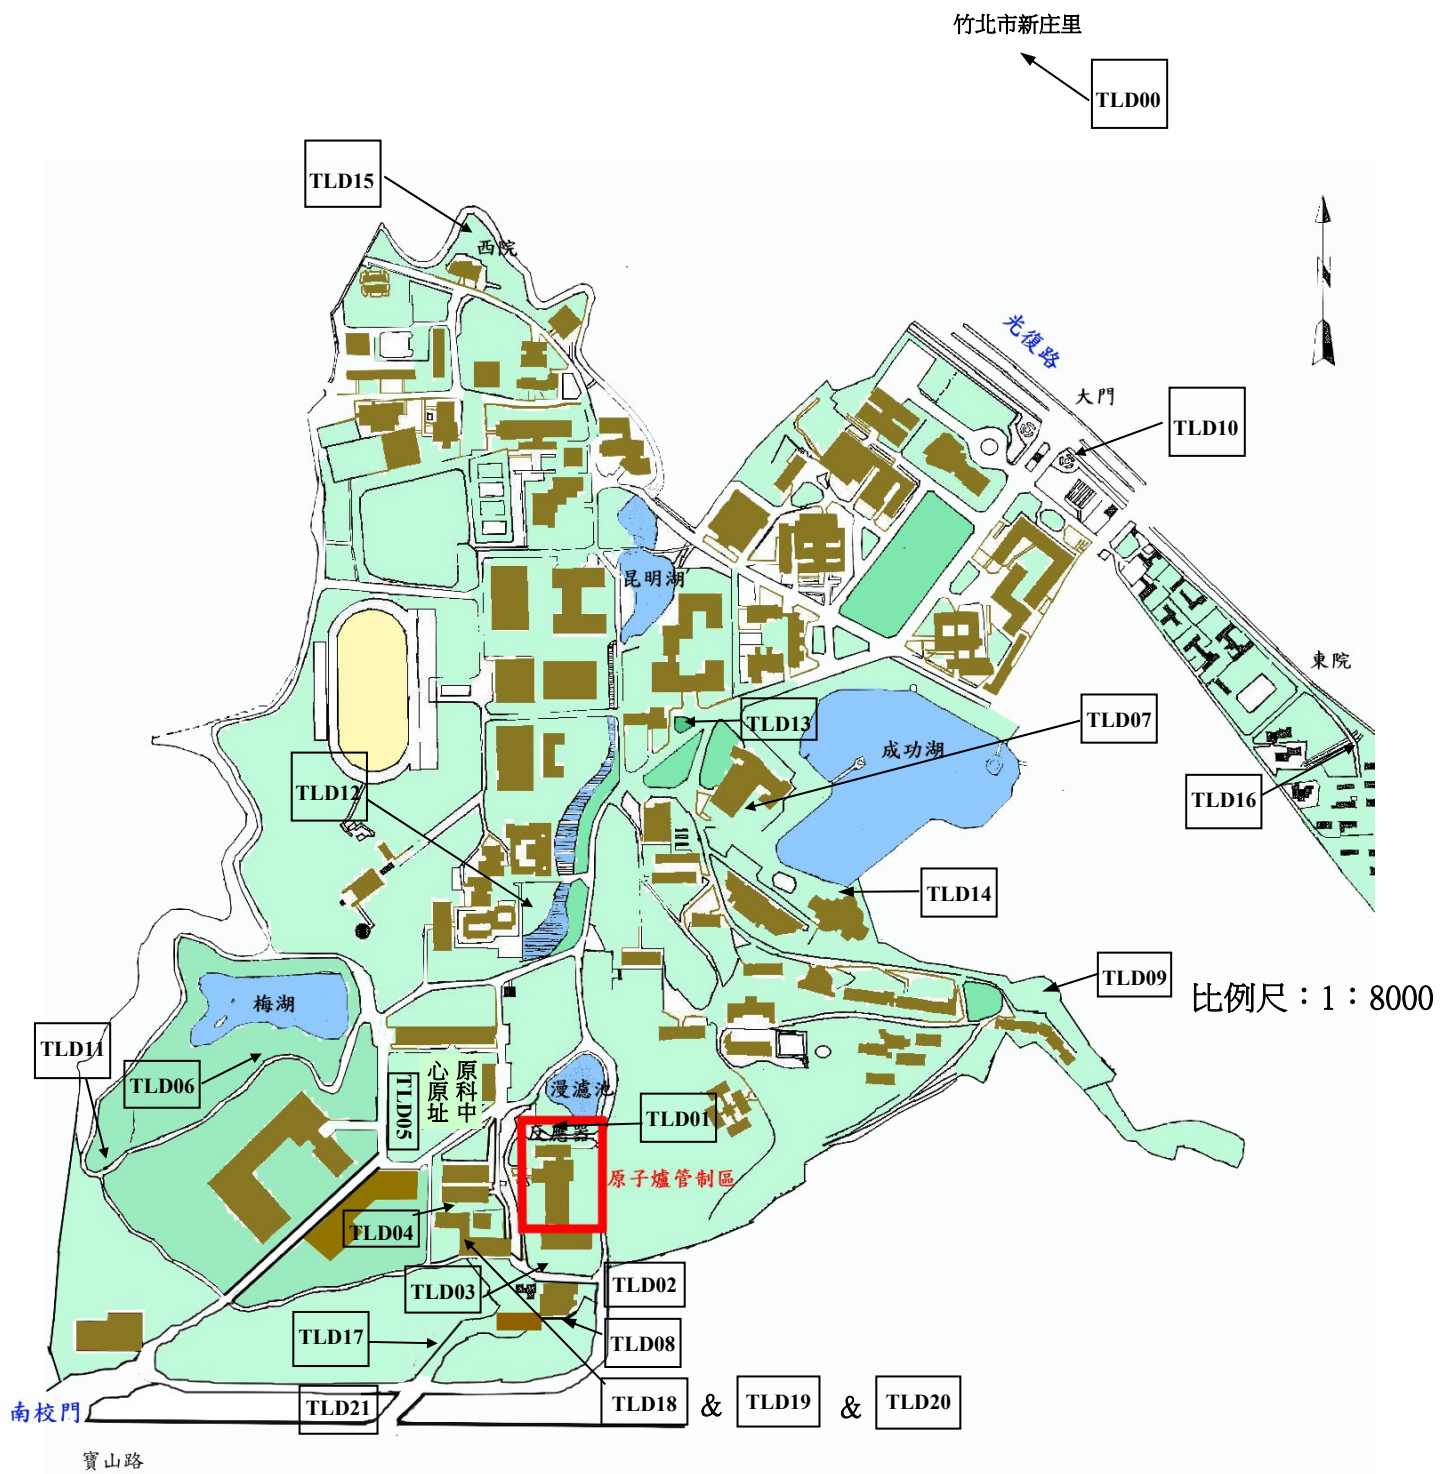 竹北市新庄里
TLD00
TLD15
西院
光復路
大門
N
TLD10
昆明湖
東院
TLD13
TLD07
成功湖
TLD12
TLD16
TLD14
TLD09
比例尺：1：8000
梅湖
TLD11
TLD06
TLD05
原科中
心原址
漫濾池
TLD01
反應器
原子爐管制區
TLD04
TLD03
TLD02
TLD17
TLD08
TLD21
TLD18 & TLD19 & TLD20
南校門
寶山路